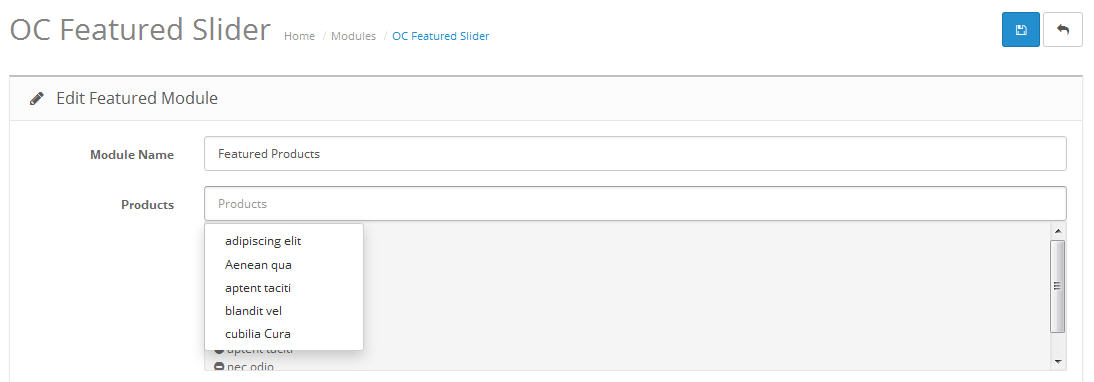 OC Featured Slider Home / Modules / OC Featured Slider
Edit Featured Module
Module Name Featured Products
Products Products
adipiscing elit
Aenean qua
aptent taciti
blandit vel
cubilia Cura
aptent taciti
nec odio